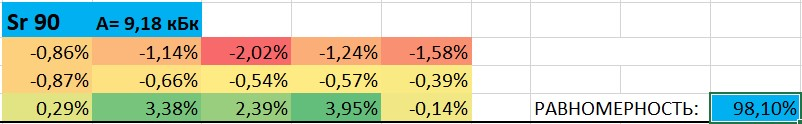 Sr 90 A= 9,18 кБк
-0,86% -1,14% -2,02% -1,24% -1,58%
-0,87% -0,66% -0,54% -0,57% -0,39%
0,29% 3,38% 2,39% 3,95% -0,14% РАВНОМЕРНОСТЬ: 98,10%